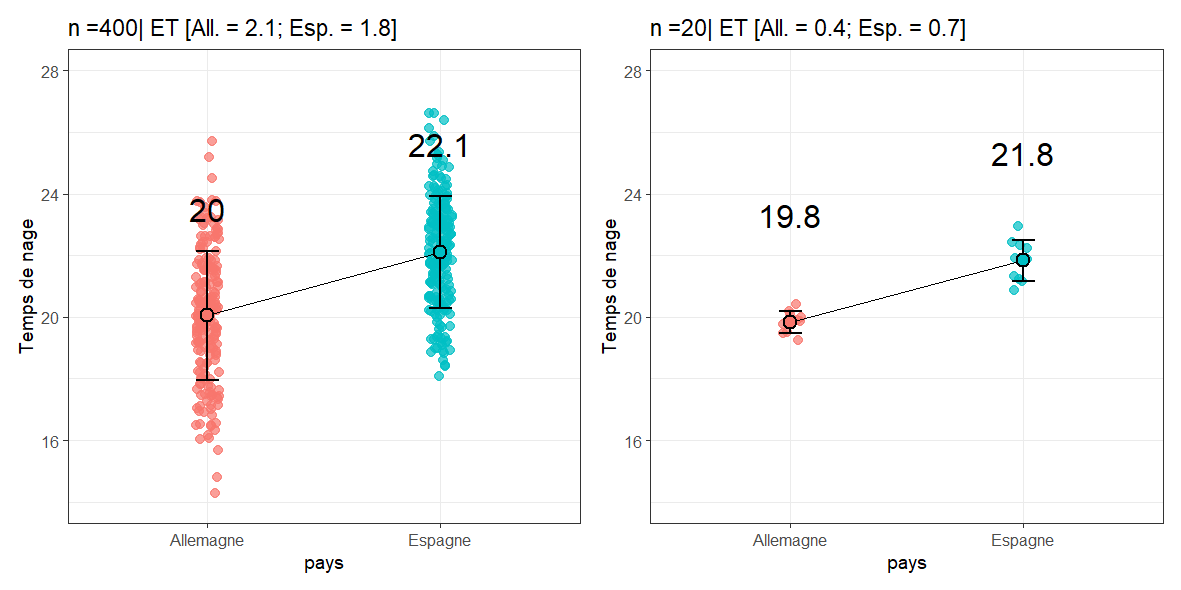 n =400| ET [All. = 2.1; Esp. = 1.8]
28
24
20
16
Temps de nage
20
22.1
Allemagne
Espagne
pays
n =20| ET [All. = 0.4; Esp. = 0.7]
28
24
20
16
Temps de nage
19.8
21.8
Allemagne
Espagne
pays